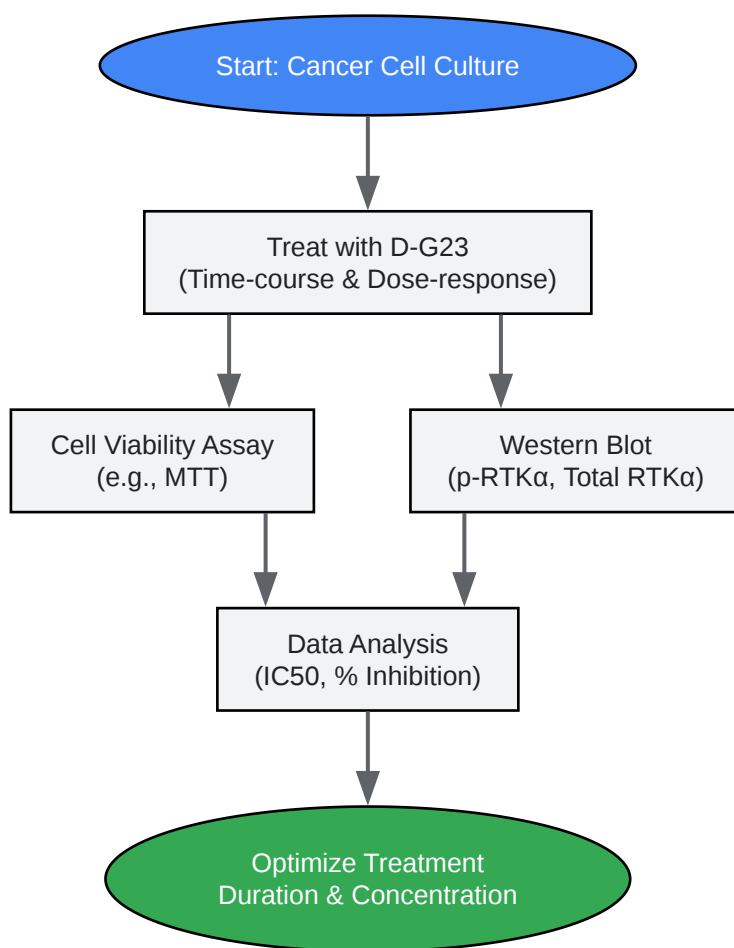 Start: Cancer Cell Culture
Treat with D-G23
(Time-course & Dose-response)
Cell Viability Assay
(e.g., MTT)
Western Blot
(p-RTKα, Total RTKα)
Data Analysis
(IC50, % Inhibition)
Optimize Treatment
Duration & Concentration